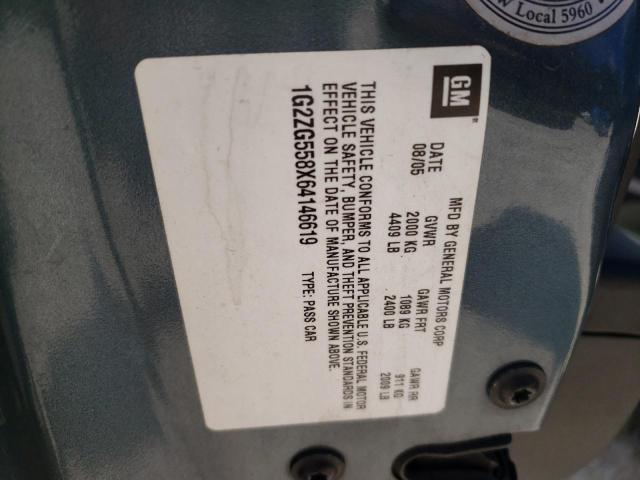 W Local 5960
GM
MFD BY GENERAL MOTORS CORP
DATE GVWR GAWR FRT GAWR RR
08/05 2000 KG 1089 KG 911 KG
4409 LB 2400 LB 2009 LB
THIS VEHICLE CONFORMS TO ALL APPLICABLE U.S. FEDERAL MOTOR
VEHICLE SAFETY, BUMPER, AND THEFT PREVENTION STANDARDS IN
EFFECT ON THE DATE OF MANUFACTURE SHOWN ABOVE.
1G2ZG558X64146619 TYPE: PASS CAR